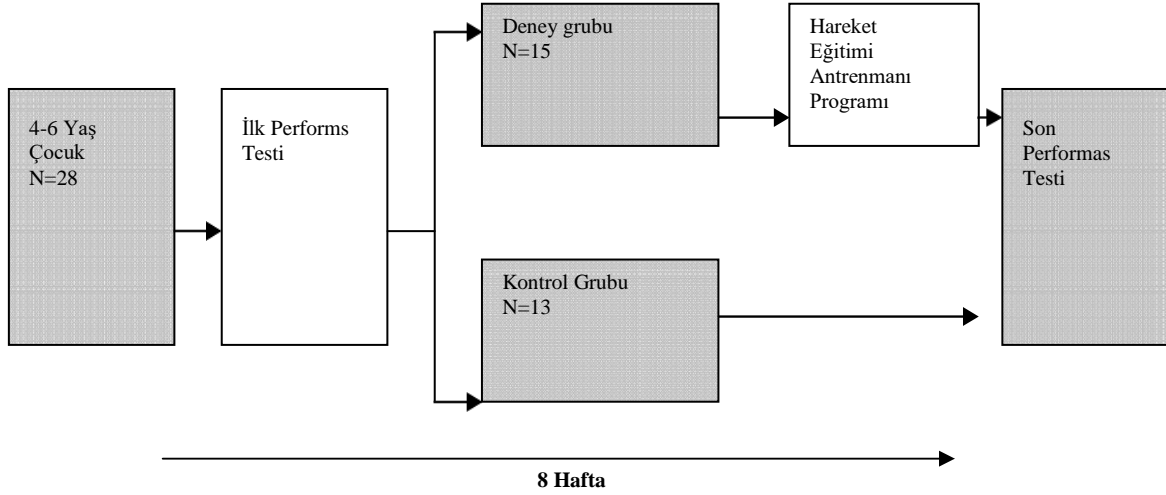 4-6 Yaş
Çocuk
N=28
İlk Performs
Testi
Deney grubu
N=15
Hareket
Eğitimi
Antrenmanı
Programı
Kontrol Grubu
N=13
Son
Performas
Testi
8 Hafta